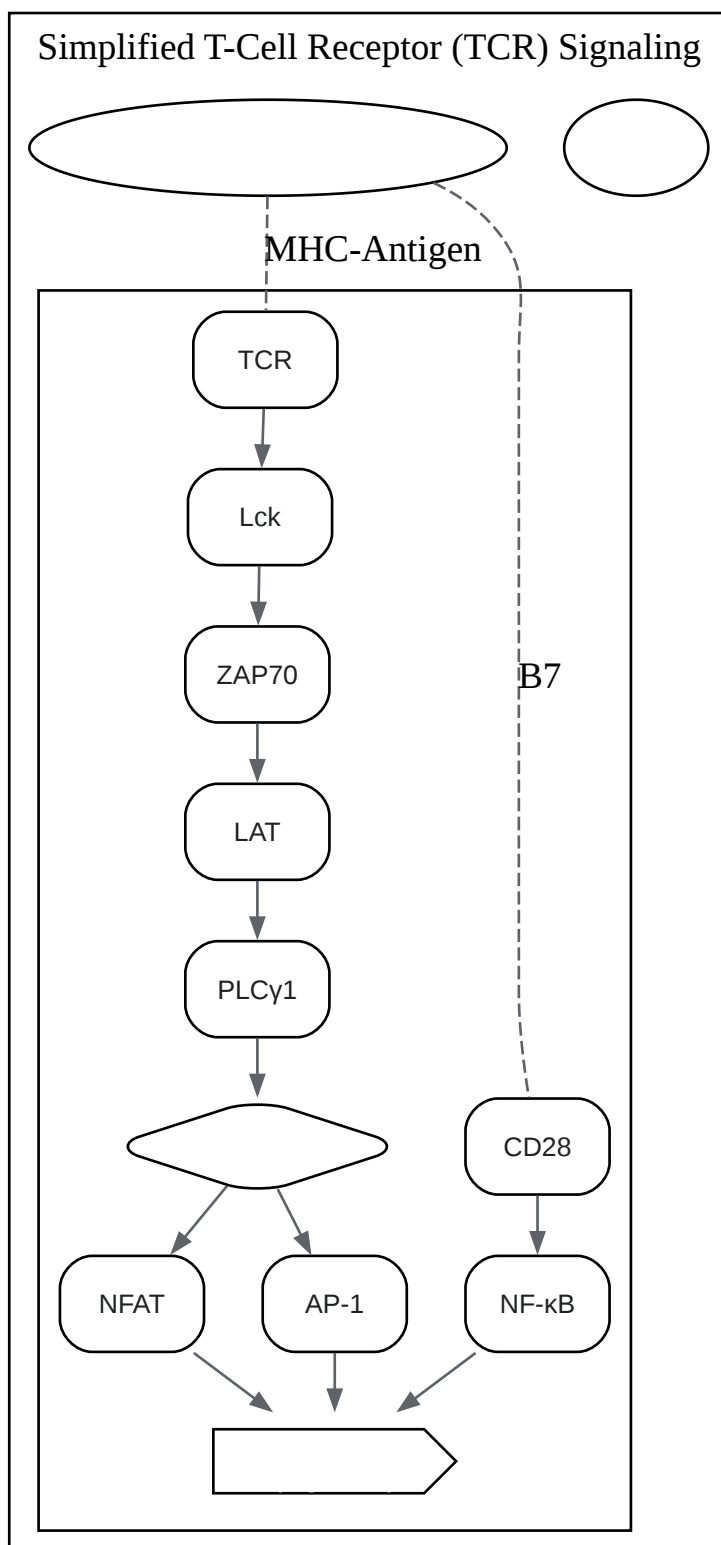 Simplified T-Cell Receptor (TCR) Signaling
MHC-Antigen
TCR
Lck
ZAP70
B7
LAT
PLCγ1
CD28
NFAT
AP-1
NF-κB